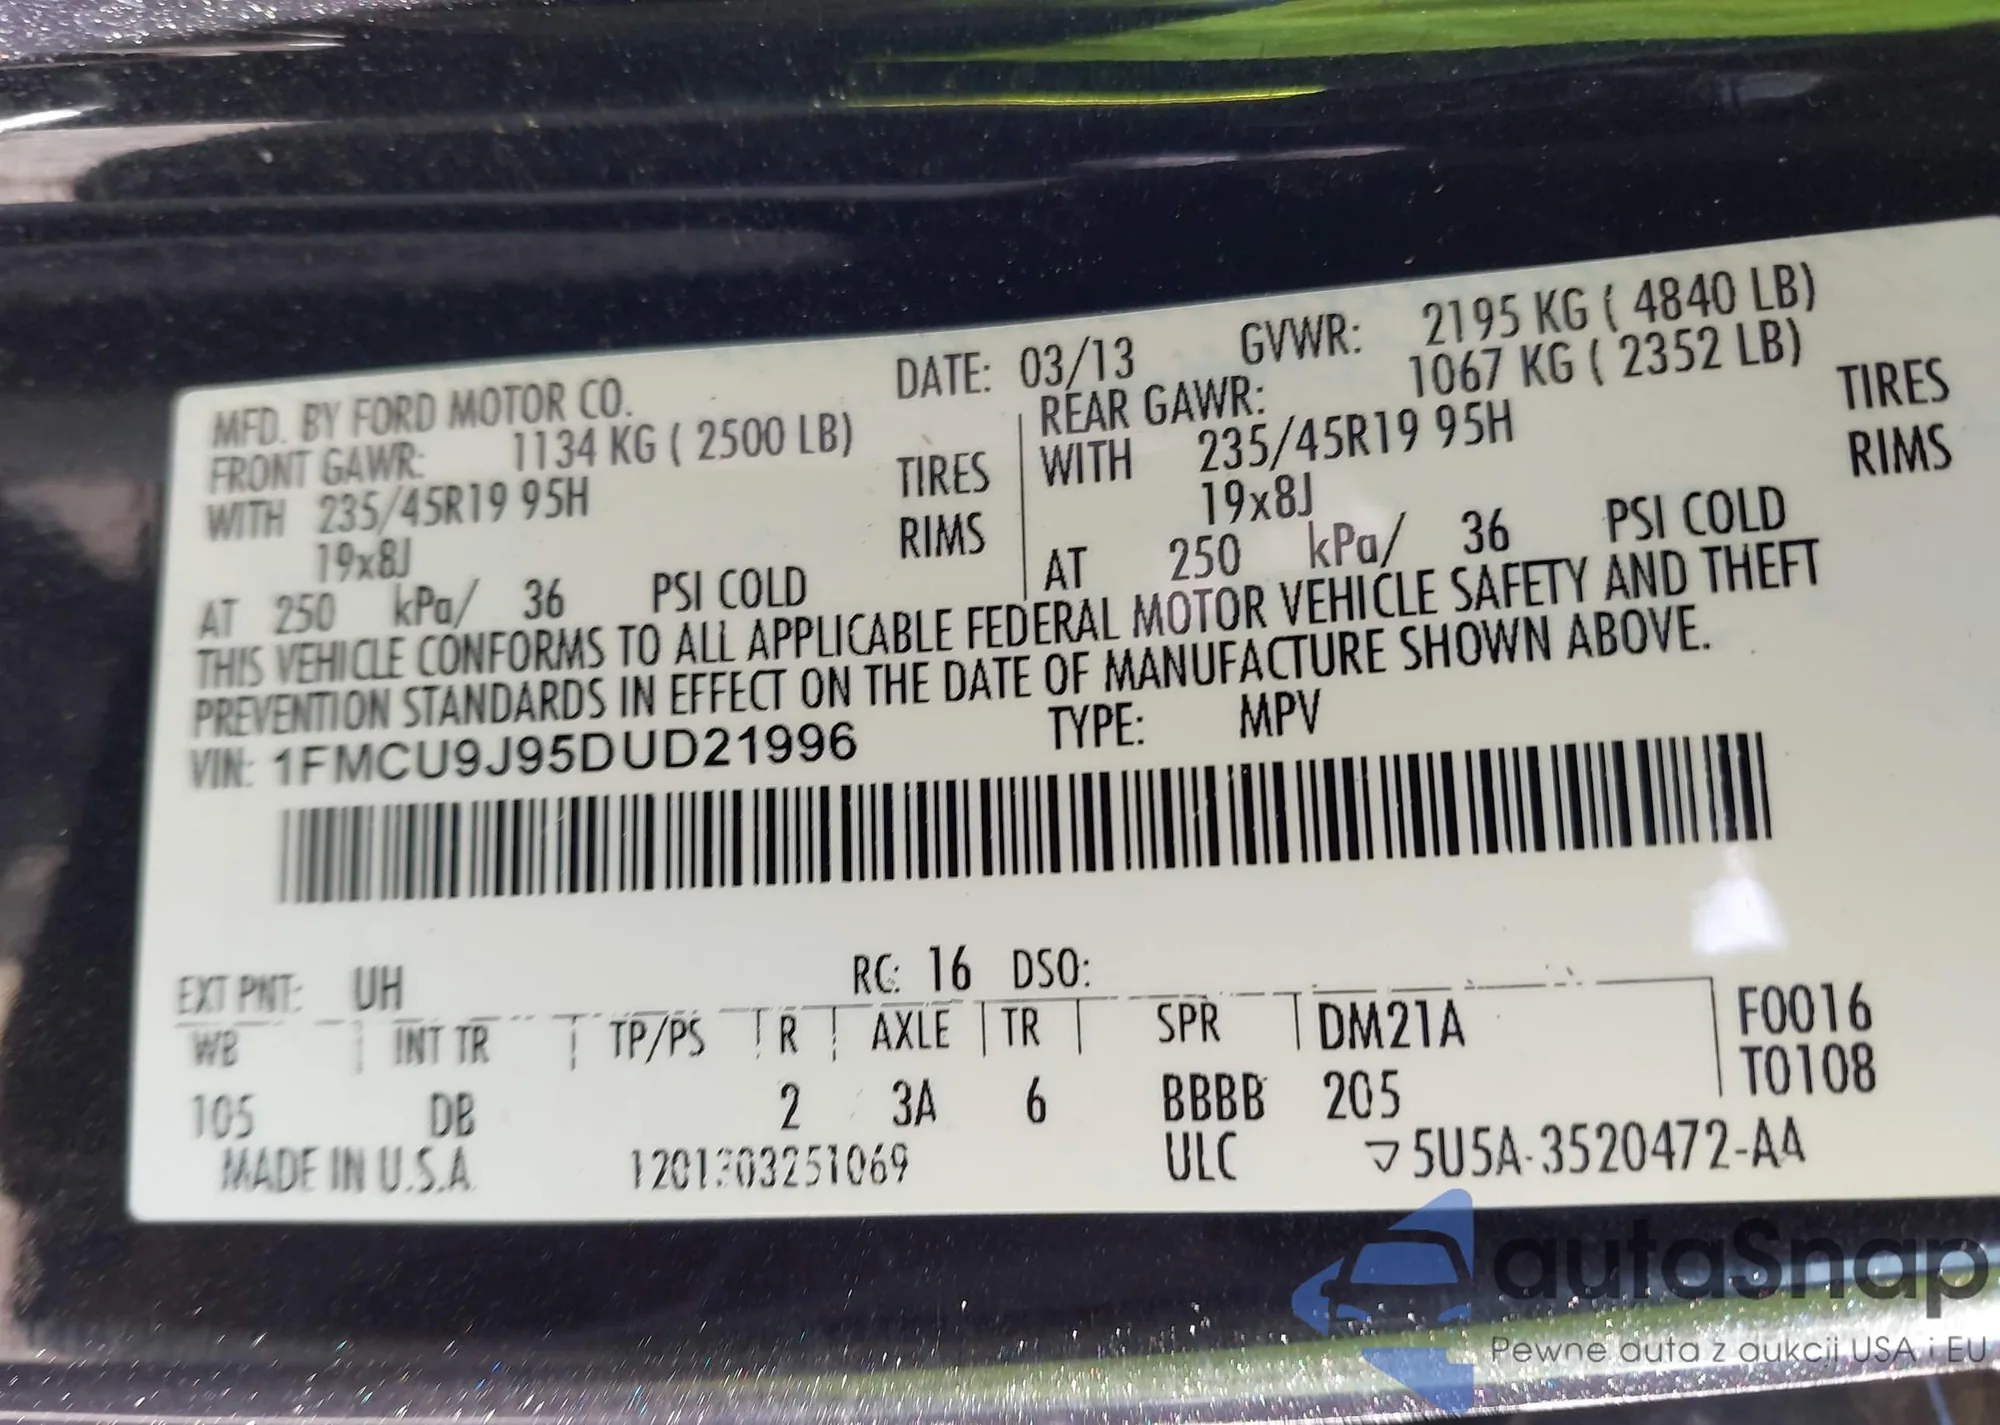 MFD. BY FORD MOTOR CO. DATE: 03/13 GVWR: 2195 KG ( 4840 LB)
FRONT GAWR: 1134 KG ( 2500 LB) REAR GAWR: 1067 KG ( 2352 LB)
WITH 235/45R19 95H TIRES WITH 235/45R19 95H TIRES
19x8J RIMS 19x8J RIMS
AT 250 kPa/ 36 PSI COLD AT 250 kPa/ 36 PSI COLD
THIS VEHICLE CONFORMS TO ALL APPLICABLE FEDERAL MOTOR VEHICLE SAFETY AND THEFT
PREVENTION STANDARDS IN EFFECT ON THE DATE OF MANUFACTURE SHOWN ABOVE.
VIN: 1FMCU9J95DUD21996 TYPE: MPV
EXT PNT: UH RC: 16 DSO:
WB INT TR TP/PS R AXLE TR SPR DM21A F0016
T0108
105 DB 2 3A 6 BBBB 205
MADE IN U.S.A. 1201303251069 ULC 5U5A-3520472-AA
autaSnap
Pewne auta z aukcji USA i EU